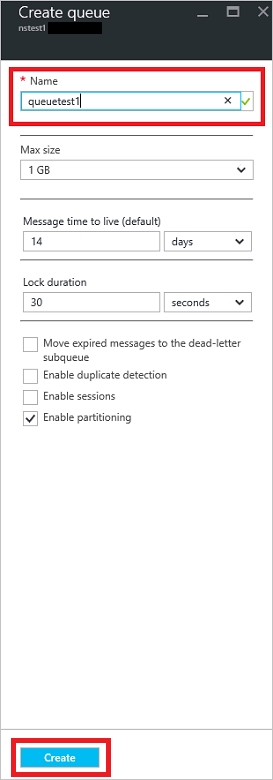 Create queue
nstest1
* Name
queuetest1
Max size
1 GB
Message time to live (default)
14 days
Lock duration
30 seconds
Move expired messages to the dead-letter
subqueue
Enable duplicate detection
Enable sessions
Enable partitioning
Create